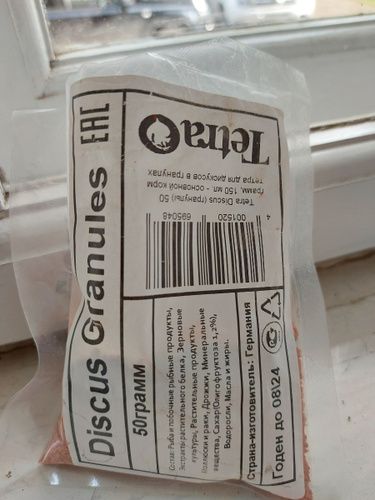 Discus Granules
EAC
50грамм
Tetra
Tetra Discus (гранулы) 50
грамм, 150 мл - основной корм
тетра для дискусов в гранулах
4 001520 695048
Состав: Рыба и побочные рыбные продукты,
Экстракты растительного белка, Зерновые
культуры, Растительные продукты,
Моллюски и раки, Дрожжи, Минеральные
вещества, сахар(Олигофруктоза 1,2%),
Водоросли, Масла и жиры.
Страна-изготовитель: Германия
Годен до 08\24